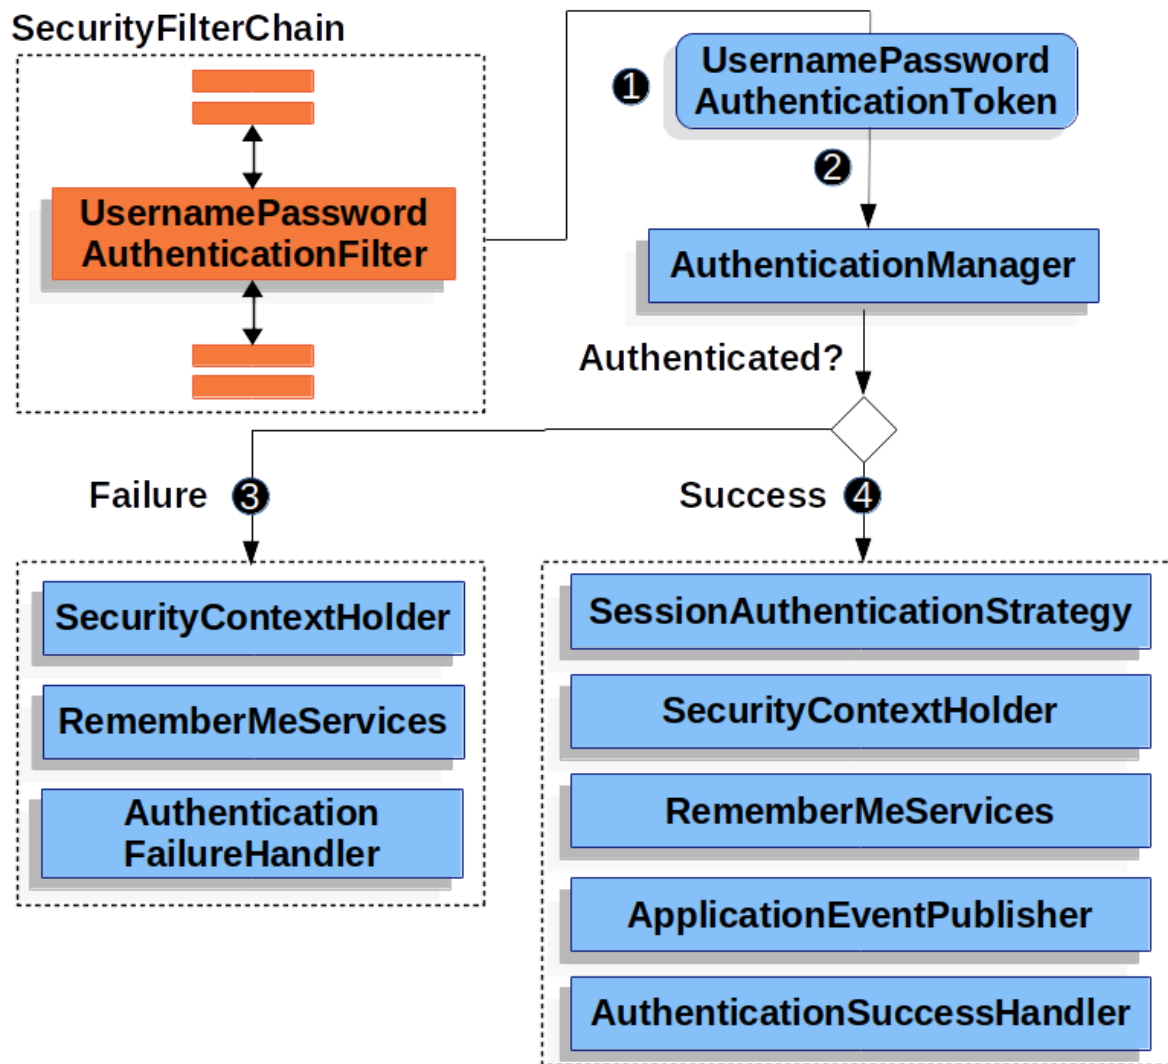 SecurityFilterChain
UsernamePassword
AuthenticationFilter
1
UsernamePassword
AuthenticationToken
2
AuthenticationManager
Authenticated?
Failure 3
Success 4
SecurityContextHolder
RememberMeServices
Authentication
FailureHandler
SessionAuthenticationStrategy
SecurityContextHolder
RememberMeServices
ApplicationEventPublisher
AuthenticationSuccessHandler